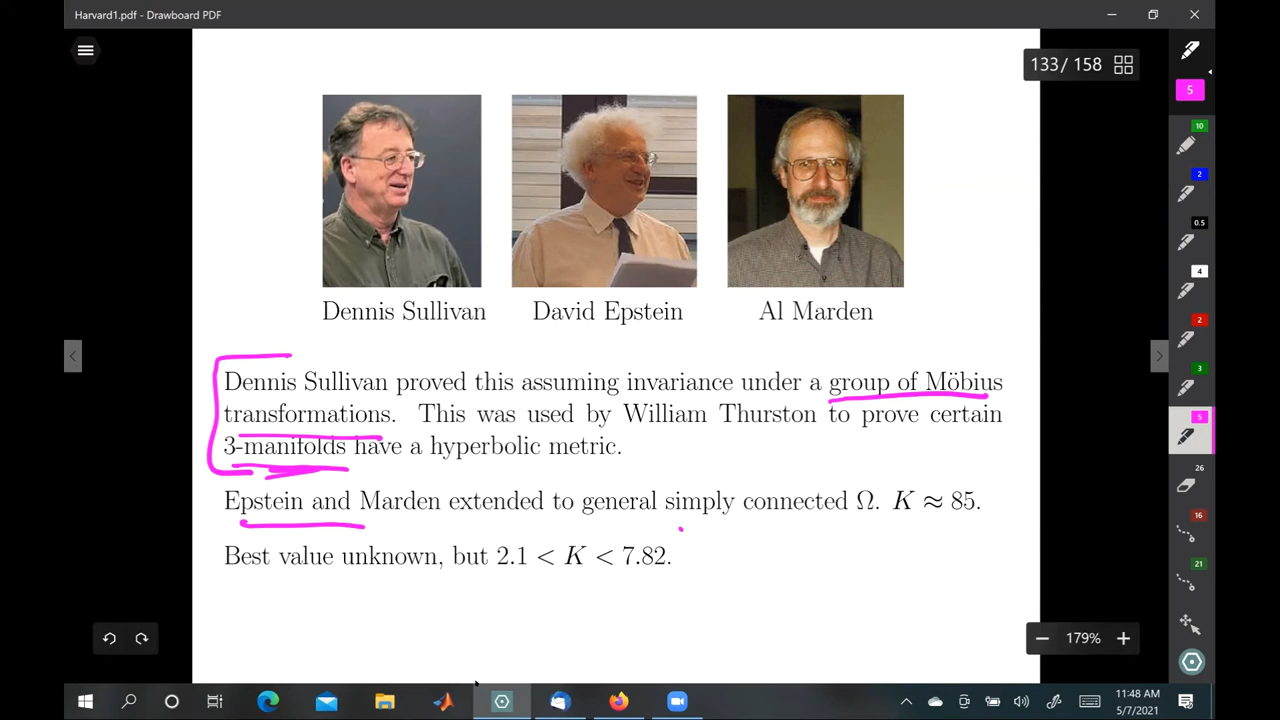 Harvard1.pdf - Drawboard PDF
133 / 158
5
10
2
0.5
4
2
3
5
26
16
21
Dennis Sullivan
David Epstein
Al Marden
Dennis Sullivan proved this assuming invariance under a group of Möbius
transformations. This was used by William Thurston to prove certain
3-manifolds have a hyperbolic metric.
Epstein and Marden extended to general simply connected Ω. K ≈ 85.
Best value unknown, but 2.1 < K < 7.82.
179%
11:48 AM
5/7/2021